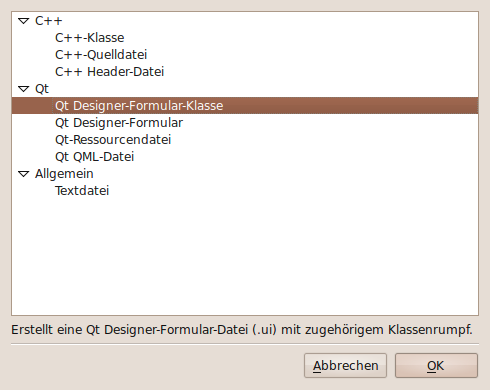 C++
C++-Klasse
C++-Quelldatei
C++ Header-Datei
Qt
Qt Designer-Formular-Klasse
Qt Designer-Formular
Qt-Ressourcendatei
Qt QML-Datei
Allgemein
Textdatei
Erstellt eine Qt Designer-Formular-Datei (.ui) mit zugehörigem Klassenrumpf.
Abbrechen OK